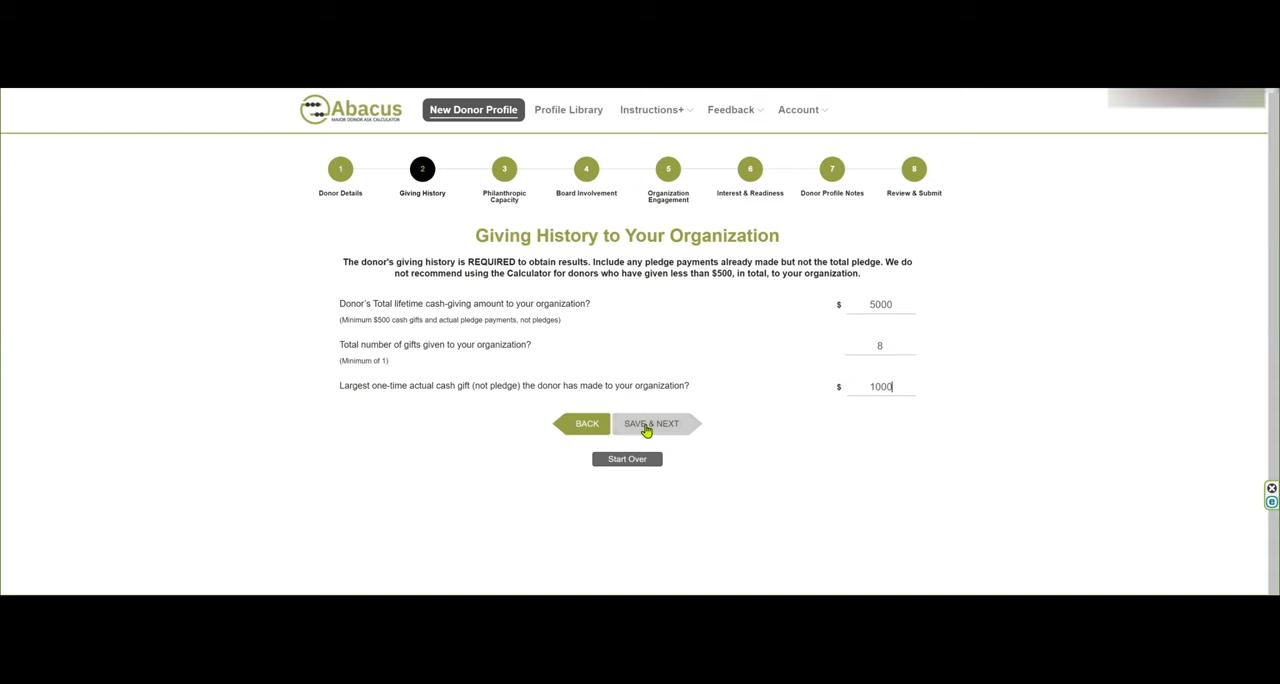 Abacus
MAJOR DONOR ASK CALCULATOR
New Donor Profile
Profile Library
Instructions+
Feedback
Account
1
2
3
4
5
6
7
8
Donor Details
Giving History
Philanthropic
Capacity
Board Involvement
Organization
Engagement
Interest & Readiness
Donor Profile Notes
Review & Submit
Giving History to Your Organization
The donor's giving history is REQUIRED to obtain results. Include any pledge payments already made but not the total pledge. We do
not recommend using the Calculator for donors who have given less than $500, in total, to your organization.
Donor's Total lifetime cash-giving amount to your organization?
$ 5000
(Minimum $500 cash gifts and actual pledge payments, not pledges)
Total number of gifts given to your organization?
8
(Minimum of 1)
Largest one-time actual cash gift (not pledge) the donor has made to your organization?
$ 1000
BACK
SAVE & NEXT
Start Over